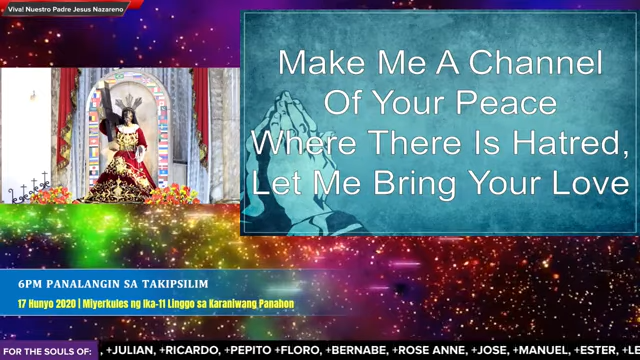 Viva! Nuestro Padre Jesus Nazareno
Make Me A Channel
Of Your Peace
Where There Is Hatred,
Let Me Bring Your Love
6PM PANALANGIN SA TAKIPSILIM
17 Hunyo 2020 | Miyerkules ng Ika-11 Linggo sa Karaniwang Panahon
FOR THE SOULS OF: , +JULIAN, +RICARDO, +PEPITO +FLORO, +BERNABE, +ROSE ANNE, +JOSE, +MANUEL, +ESTER, +LE